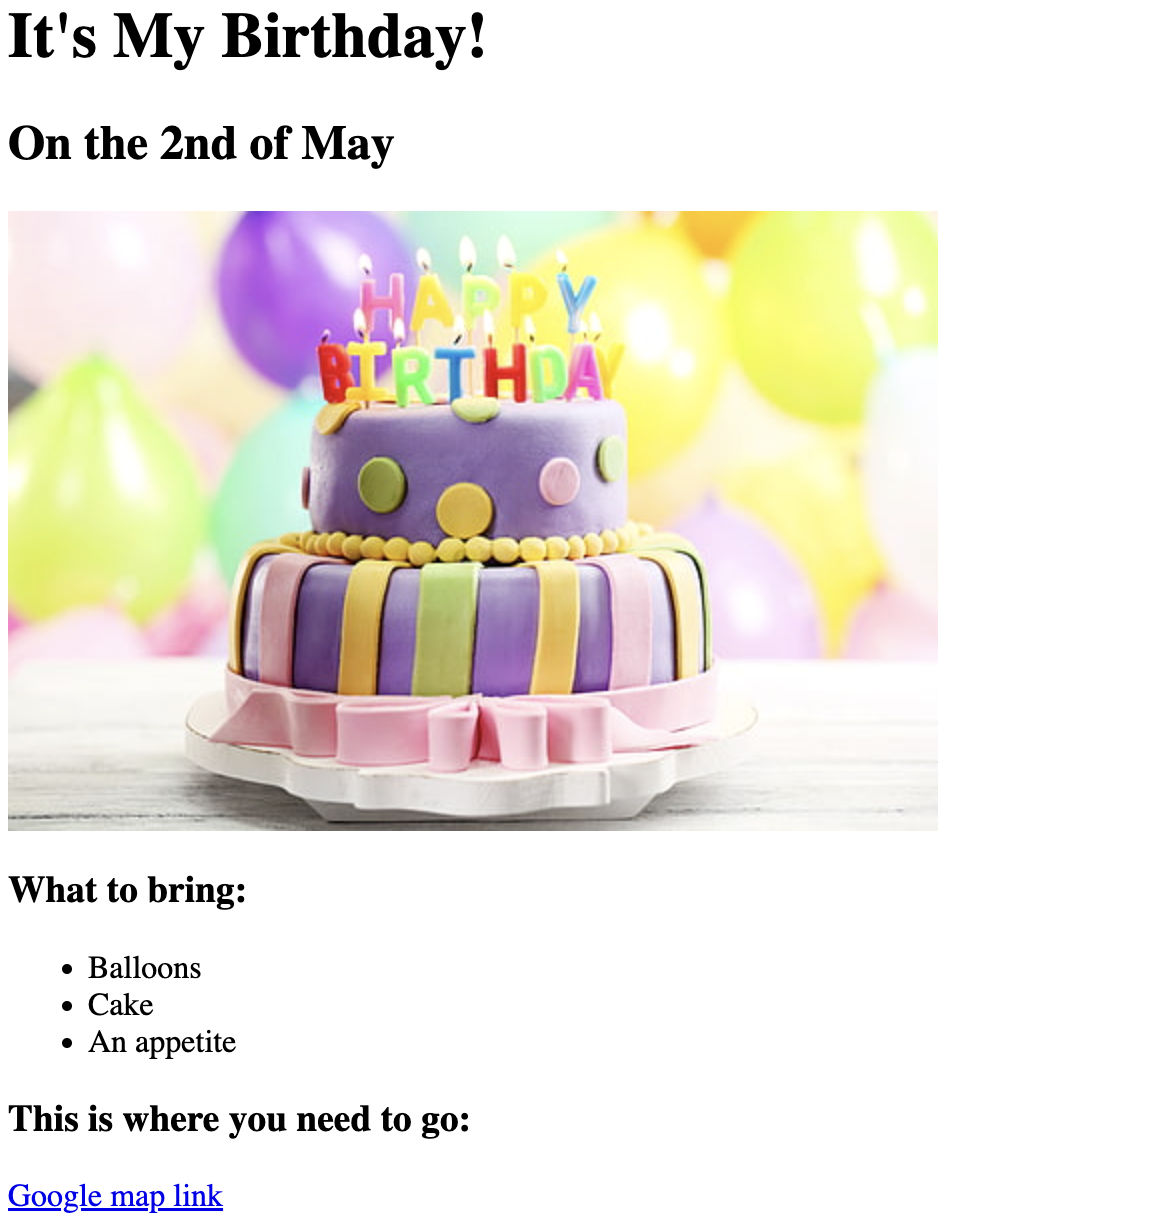 It's My Birthday!
On the 2nd of May
HAPPY
BIRTHDAY
What to bring:
Balloons
Cake
An appetite
This is where you need to go:
Google map link